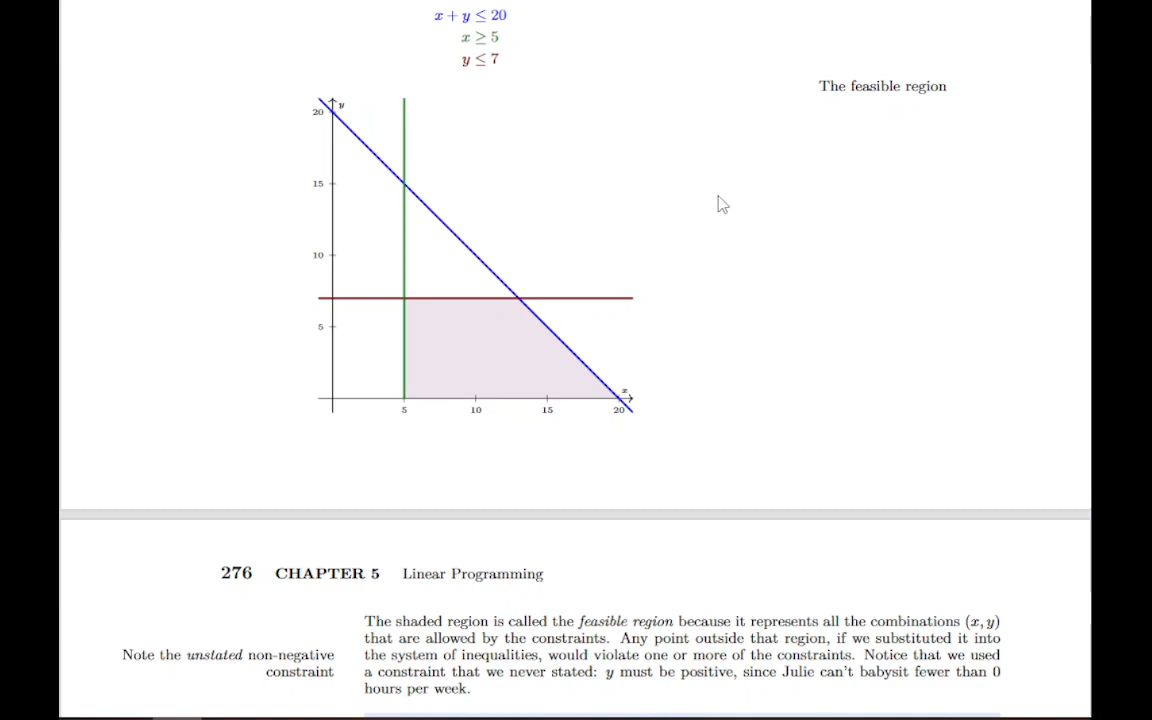 x + y ≤ 20
x ≥ 5
y ≤ 7
The feasible region
y
20
15
10
5
x
5 10 15 20
276 CHAPTER 5 Linear Programming
The shaded region is called the feasible region because it represents all the combinations (x, y)
that are allowed by the constraints. Any point outside that region, if we substituted it into
the system of inequalities, would violate one or more of the constraints. Notice that we used
a constraint that we never stated: y must be positive, since Julie can't babysit fewer than 0
hours per week.
Note the unstated non-negative
constraint